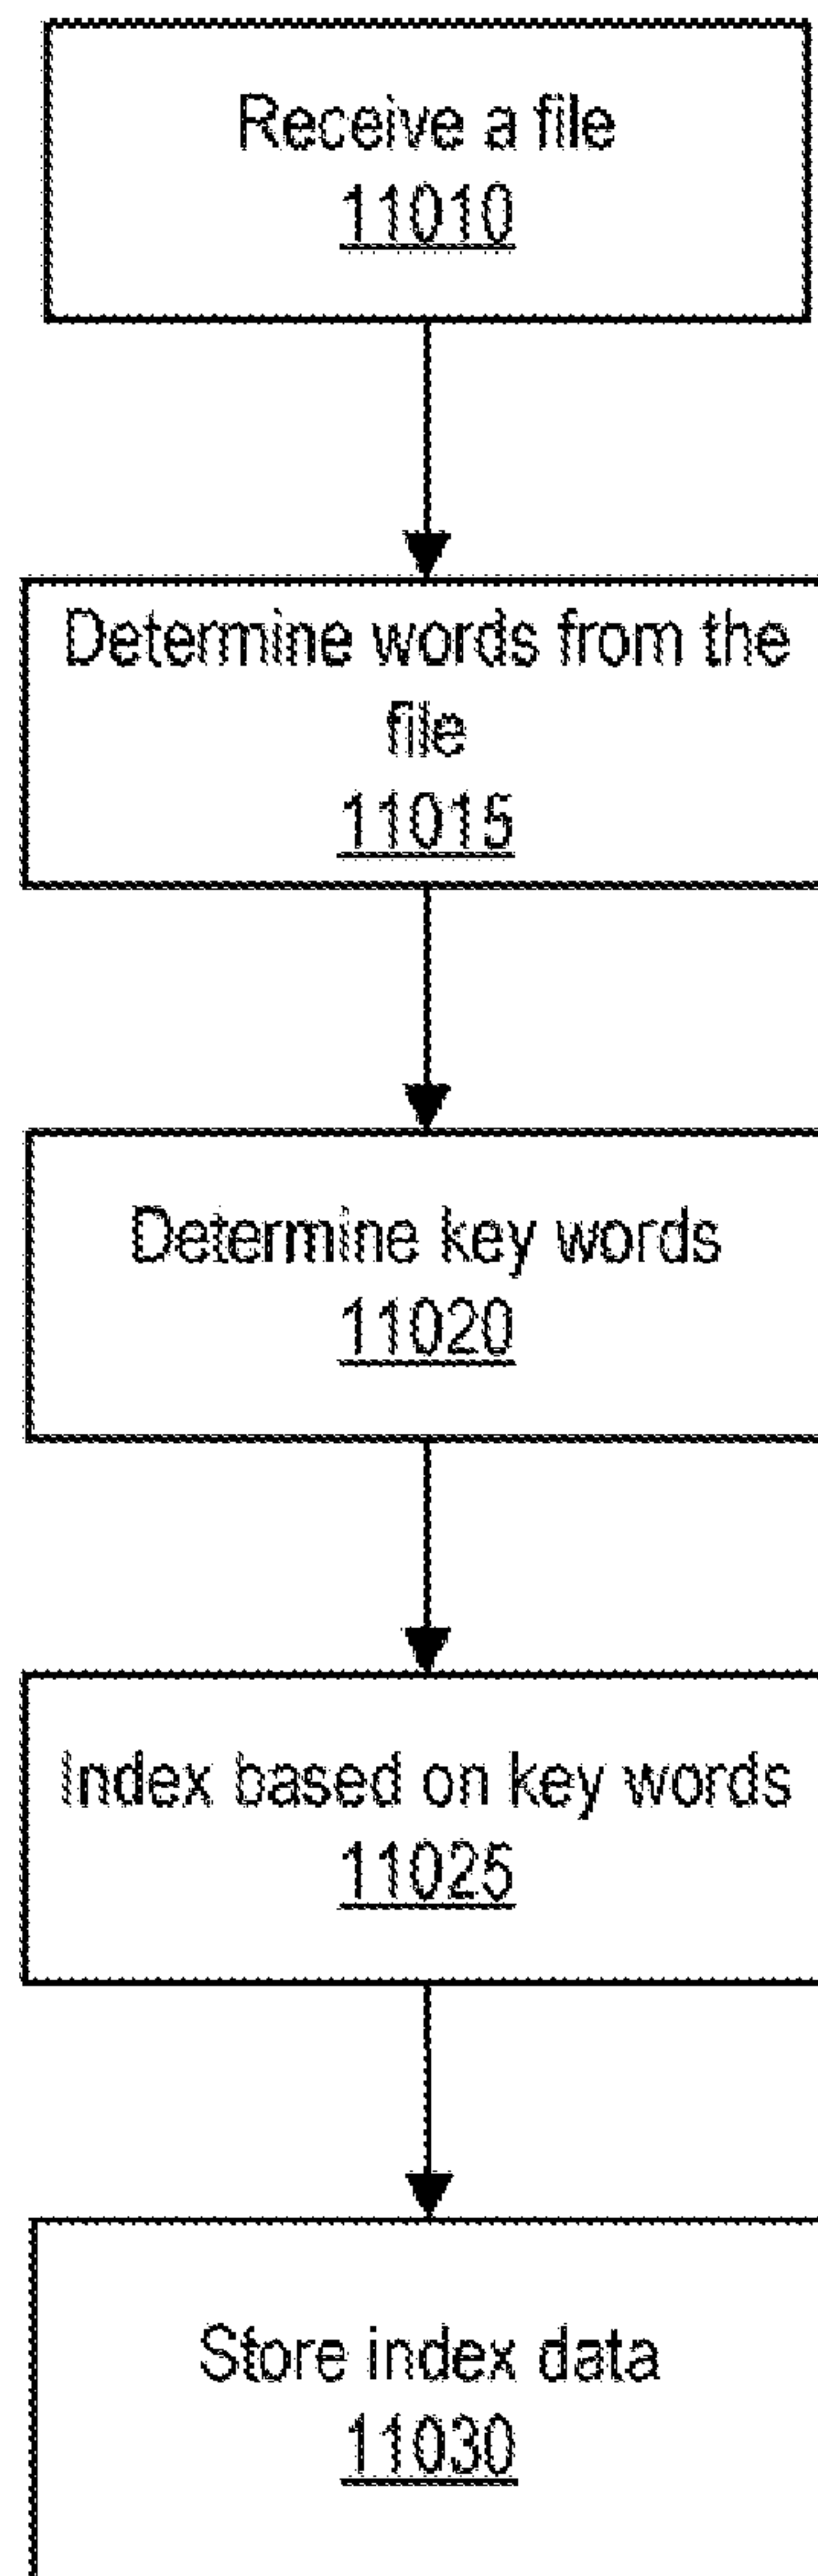 Receive a file
11010
Determine words from the
file
11015
Determine key words
11020
Index based on key words
11025
Store index data
11030